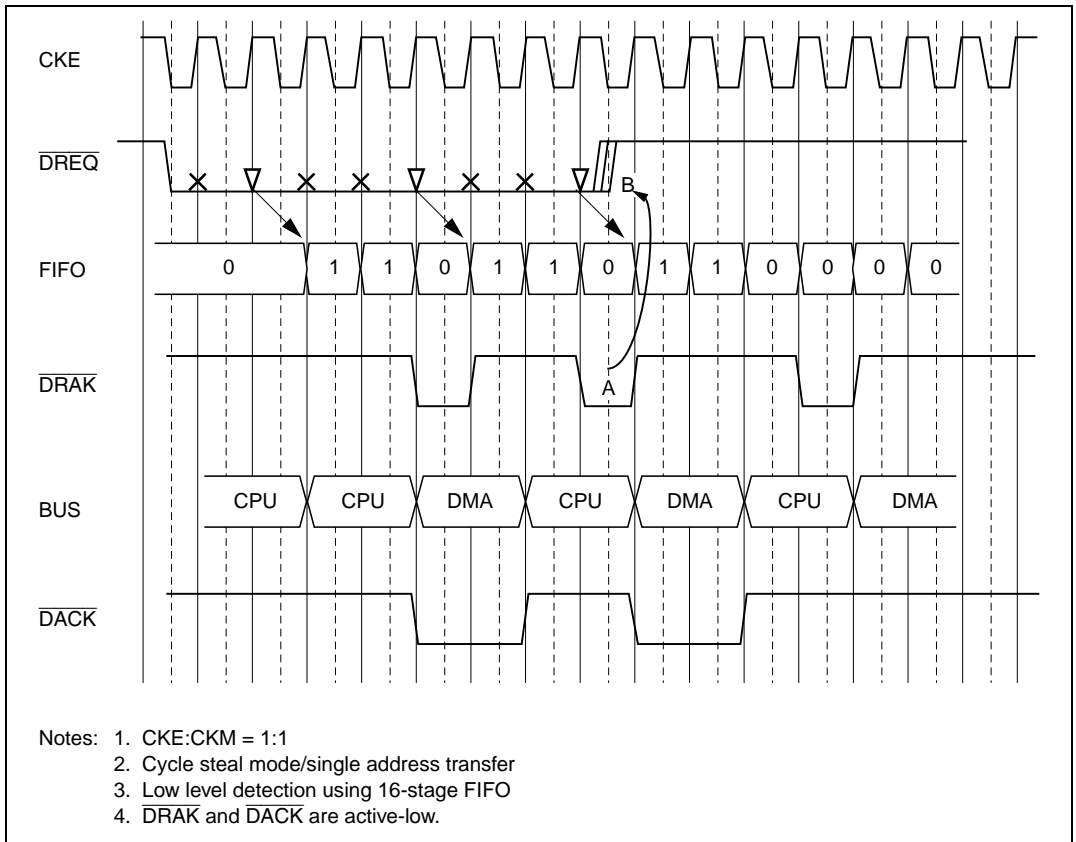 CKE
DREQ
B
FIFO 0 1 1 0 1 1 0 1 1 0 0 0 0
DRAK A
BUS CPU CPU DMA CPU DMA CPU DMA
DACK
Notes: 1. CKE:CKM = 1:1
2. Cycle steal mode/single address transfer
3. Low level detection using 16-stage FIFO
4. DRAK and DACK are active-low.